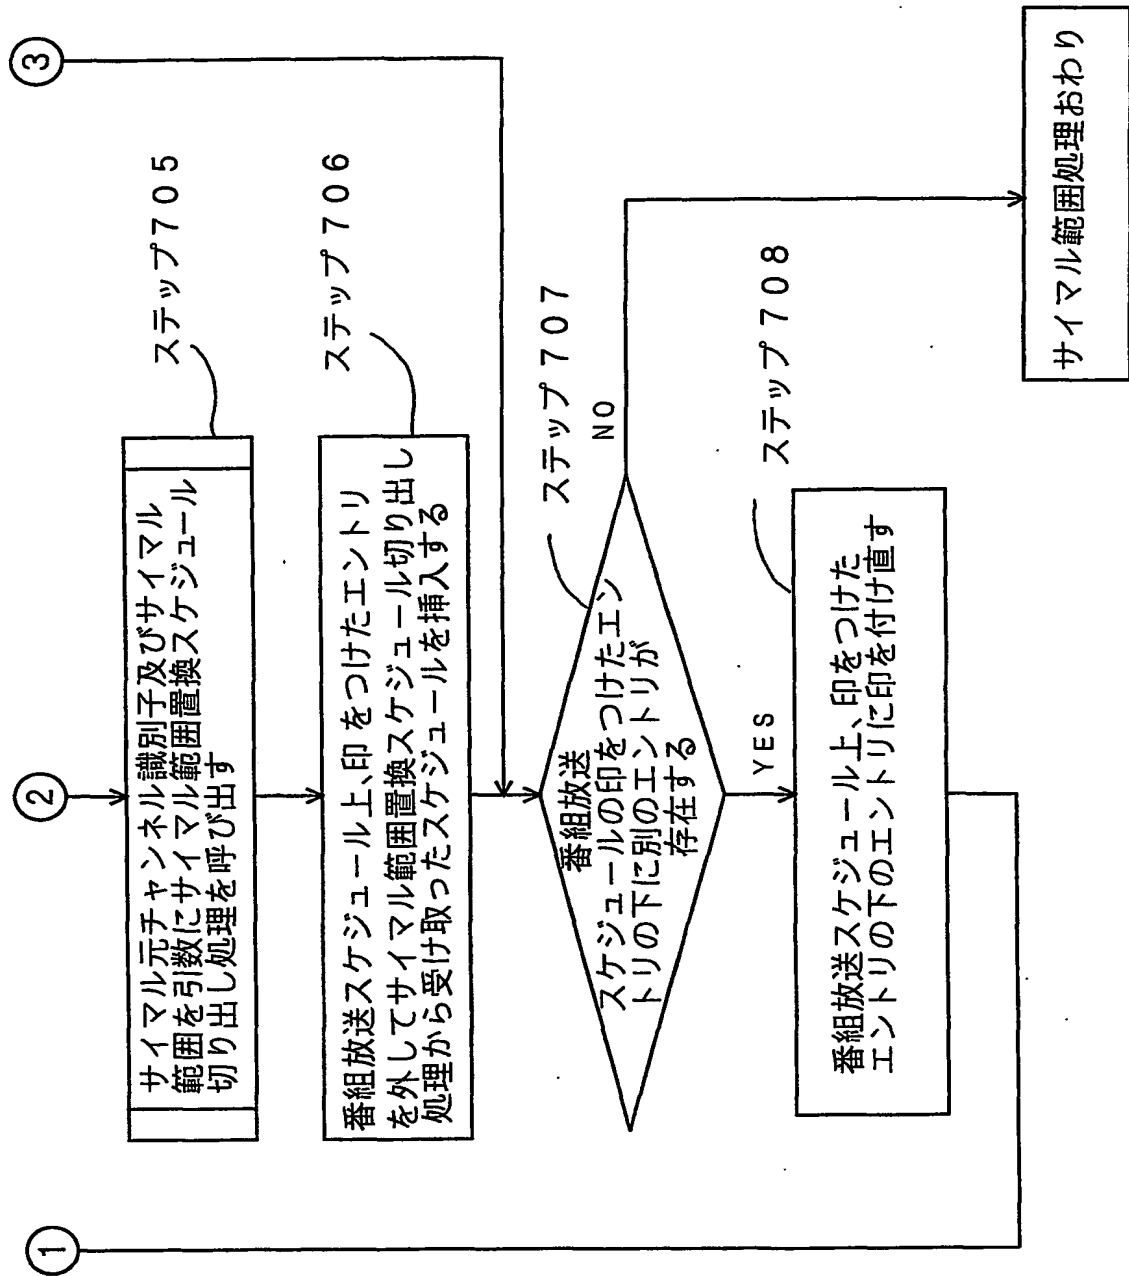 ①
②
③
ステップ705
サイマル元チャンネル識別子及びサイマル
範囲を引数にサイマル範囲置換スケジュール
切り出し処理を呼び出す
ステップ706
番組放送スケジュール上、印をつけたエントリ
を外してサイマル範囲置換スケジュール切り出し
処理から受け取ったスケジュールを挿入する
ステップ707
番組放送
スケジュールの印をつけたエン
トリの下に別のエントリが
存在する
NO
YES
ステップ708
番組放送スケジュール上、印をつけた
エントリの下のエントリに印を付け直す
サイマル範囲処理おわり